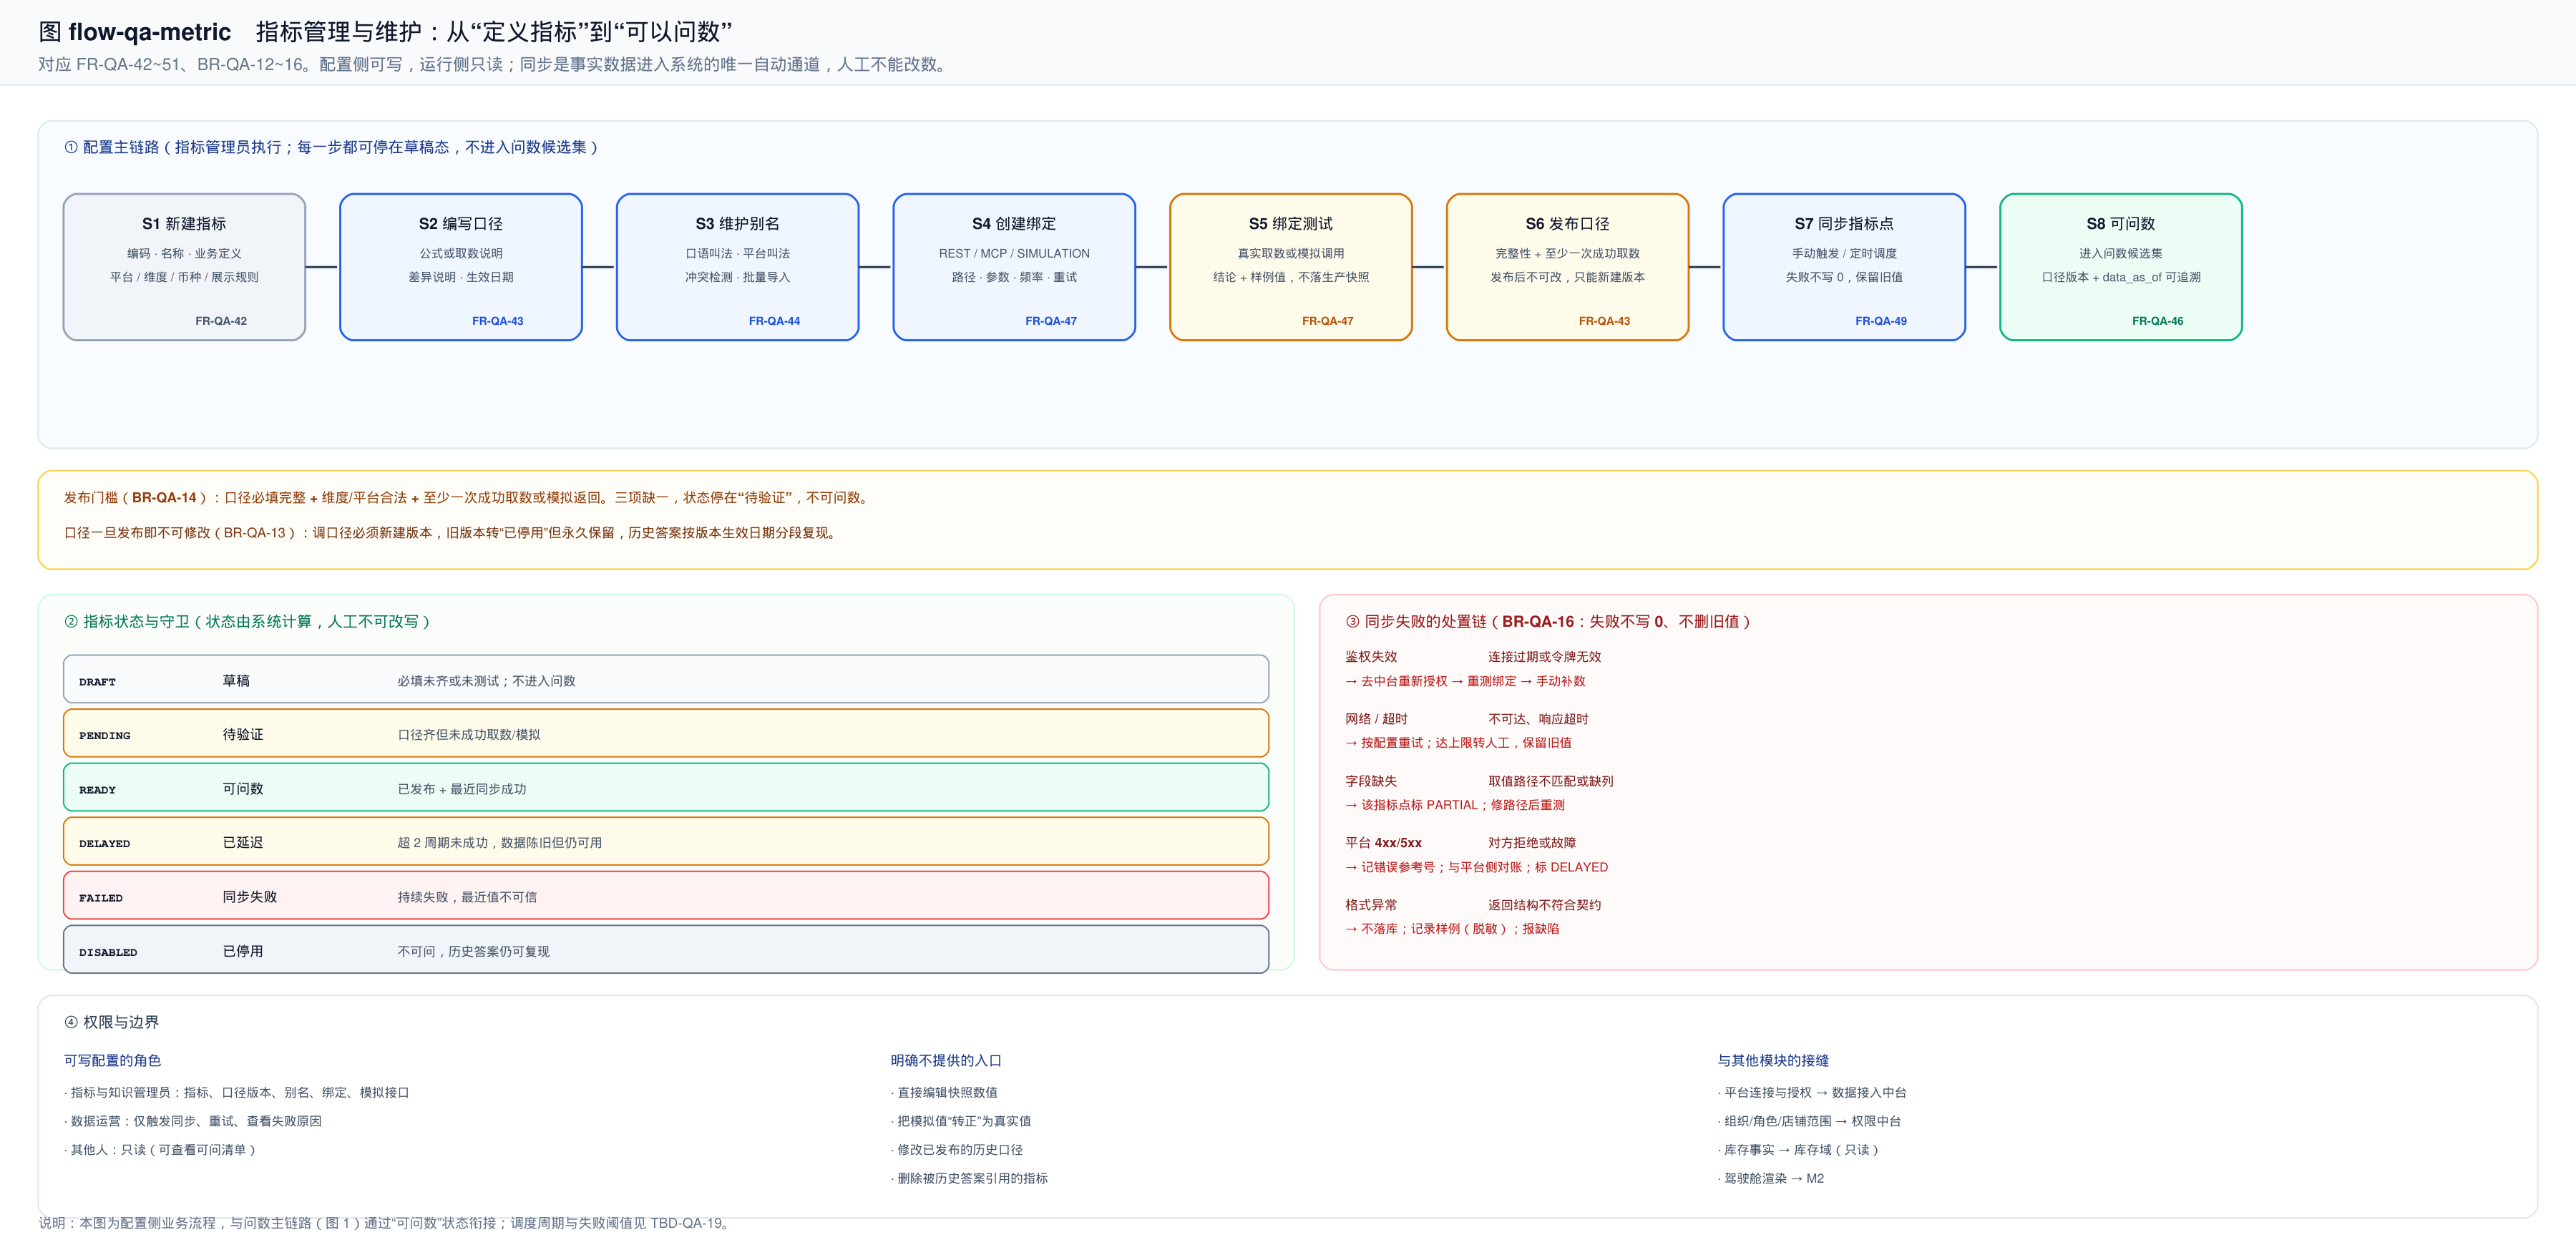 图 flow-qa-metric 指标管理与维护：从“定义指标”到“可以问数”
对应 FR-QA-42~51、BR-QA-12~16。配置侧可写，运行侧只读；同步是事实数据进入系统的唯一自动通道，人工不能改数。
① 配置主链路（指标管理员执行；每一步都可停在草稿态，不进入问数候选集）
S1 新建指标
编码 · 名称 · 业务定义
平台 / 维度 / 币种 / 展示规则
FR-QA-42
S2 编写口径
公式或取数说明
差异说明 · 生效日期
FR-QA-43
S3 维护别名
口语叫法 · 平台叫法
冲突检测 · 批量导入
FR-QA-44
S4 创建绑定
REST / MCP / SIMULATION
路径 · 参数 · 频率 · 重试
FR-QA-47
S5 绑定测试
真实取数或模拟调用
结论 + 样例值，不落生产快照
FR-QA-47
S6 发布口径
完整性 + 至少一次成功取数
发布后不可改，只能新建版本
FR-QA-43
S7 同步指标点
手动触发 / 定时调度
失败不写 0，保留旧值
FR-QA-49
S8 可问数
进入问数候选集
口径版本 + data_as_of 可追溯
FR-QA-46
发布门槛（BR-QA-14）：口径必填完整 + 维度/平台合法 + 至少一次成功取数或模拟返回。三项缺一，状态停在“待验证”，不可问数。
口径一旦发布即不可修改（BR-QA-13）：调口径必须新建版本，旧版本转“已停用”但永久保留，历史答案按版本生效日期分段复现。
② 指标状态与守卫（状态由系统计算，人工不可改写）
DRAFT 草稿 必填未齐或未测试；不进入问数
PENDING 待验证 口径齐但未成功取数/模拟
READY 可问数 已发布 + 最近同步成功
DELAYED 已延迟 超 2 周期未成功，数据陈旧但仍可用
FAILED 同步失败 持续失败，最近值不可信
DISABLED 已停用 不可问，历史答案仍可复现
③ 同步失败的处置链（BR-QA-16：失败不写 0、不删旧值）
鉴权失效 连接过期或令牌无效
→ 去中台重新授权 → 重测绑定 → 手动补数
网络 / 超时 不可达、响应超时
→ 按配置重试；达上限转人工，保留旧值
字段缺失 取值路径不匹配或缺列
→ 该指标点标 PARTIAL；修路径后重测
平台 4xx/5xx 对方拒绝或故障
→ 记错误参考号；与平台侧对账；标 DELAYED
格式异常 返回结构不符合契约
→ 不落库；记录样例（脱敏）；报缺陷
④ 权限与边界
可写配置的角色
· 指标与知识管理员：指标、口径版本、别名、绑定、模拟接口
· 数据运营：仅触发同步、重试、查看失败原因
· 其他人：只读（可查看可问清单）
明确不提供的入口
· 直接编辑快照数值
· 把模拟值“转正”为真实值
· 修改已发布的历史口径
· 删除被历史答案引用的指标
与其他模块的接缝
· 平台连接与授权 → 数据接入中台
· 组织/角色/店铺范围 → 权限中台
· 库存事实 → 库存域（只读）
· 驾驶舱渲染 → M2
说明：本图为配置侧业务流程，与问数主链路（图 1）通过“可问数”状态衔接；调度周期与失败阈值见 TBD-QA-19。